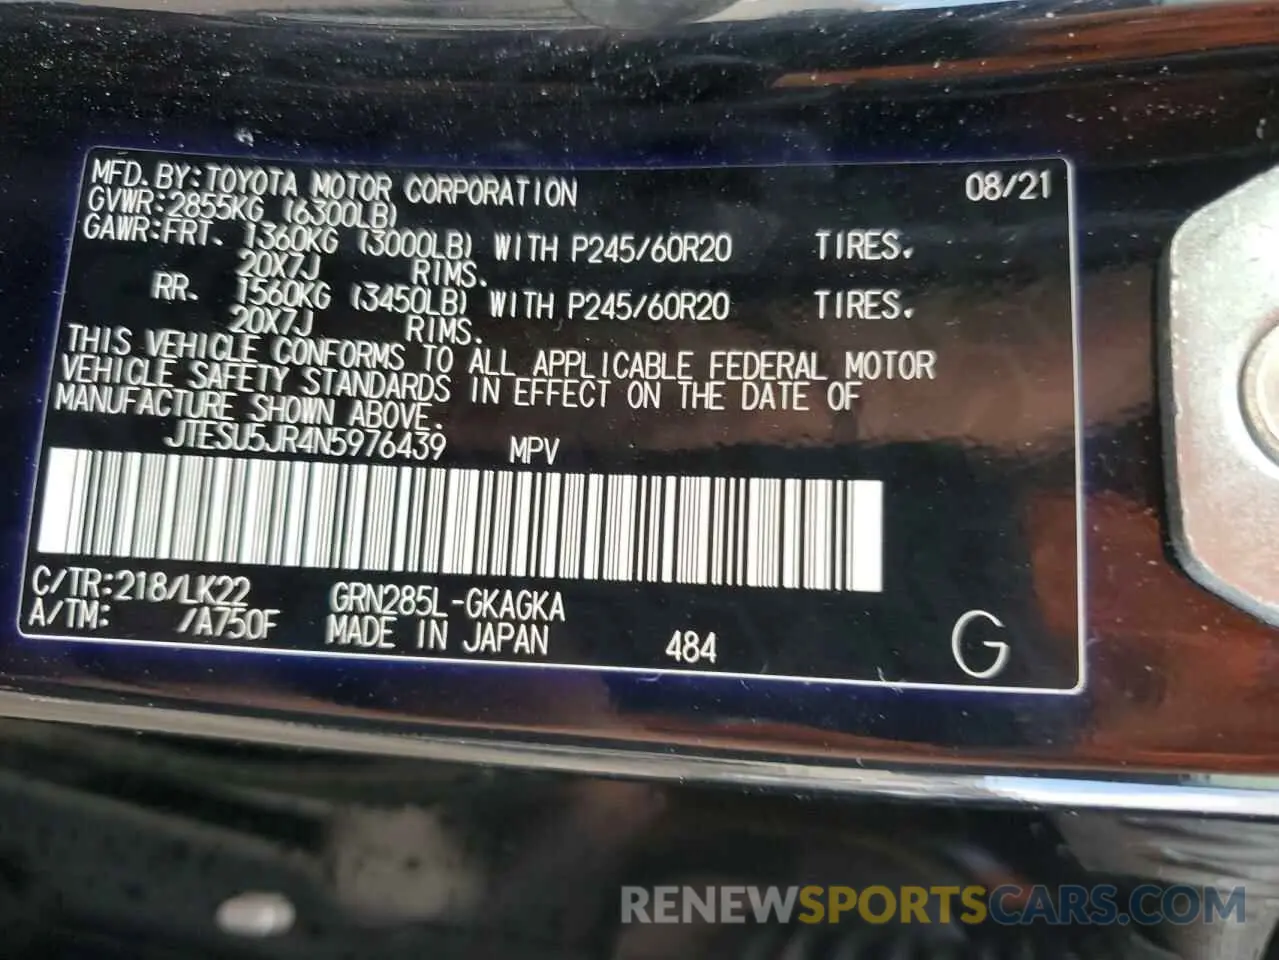 MFD.BY:TOYOTA MOTOR CORPORATION 08/21
GVWR:2855KG (6300LB)
GAWR:FRT. 1360KG (3000LB) WITH P245/60R20 TIRES.
20X7J RIMS.
RR. 1560KG (3450LB) WITH P245/60R20 TIRES.
20X7J RIMS.
THIS VEHICLE CONFORMS TO ALL APPLICABLE FEDERAL MOTOR
VEHICLE SAFETY STANDARDS IN EFFECT ON THE DATE OF
MANUFACTURE SHOWN ABOVE.
JTESU5JR4N5976439 MPV
C/TR:218/LK22 GRN285L-GKAGKA
A/TM: /A750F MADE IN JAPAN 484 G
RENEWSPORTSCARS.COM